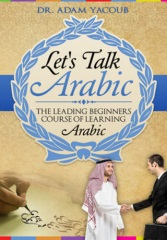 DR. ADAM YACOUB
Let's Talk
Arabic
THE LEADING BEGINNERS
COURSE OF LEARNING
Arabic